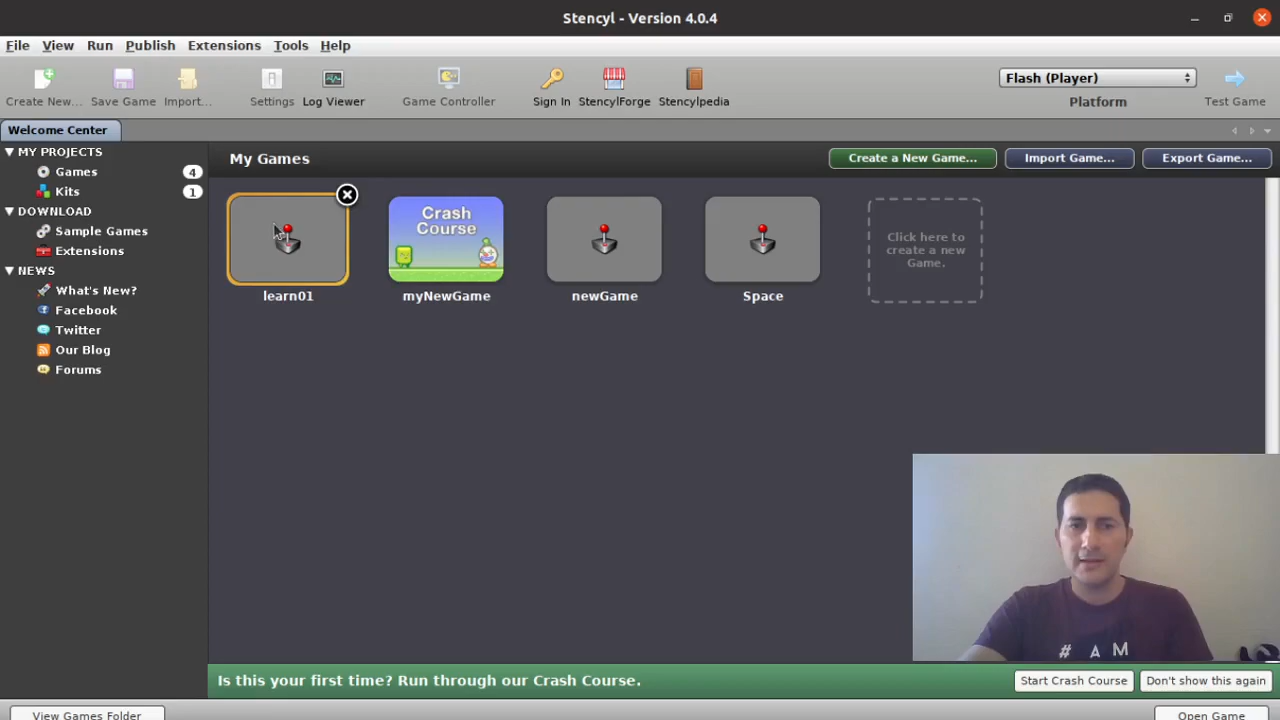 Stencyl - Version 4.0.4
File View Run Publish Extensions Tools Help
Create New... Save Game Import... Settings Log Viewer Game Controller Sign In StencylForge Stencylpedia Flash (Player) Platform Test Game
Welcome Center
MY PROJECTS
Games 4
Kits 1
DOWNLOAD
Sample Games
Extensions
NEWS
What's New?
Facebook
Twitter
Our Blog
Forums
My Games
Create a New Game...
Import Game...
Export Game...
Crash
Course
learn01
myNewGame
newGame
Space
Click here to
create a new
Game.
# AM
Is this your first time? Run through our Crash Course.
Start Crash Course
Don't show this again
View Games Folder
Open Game